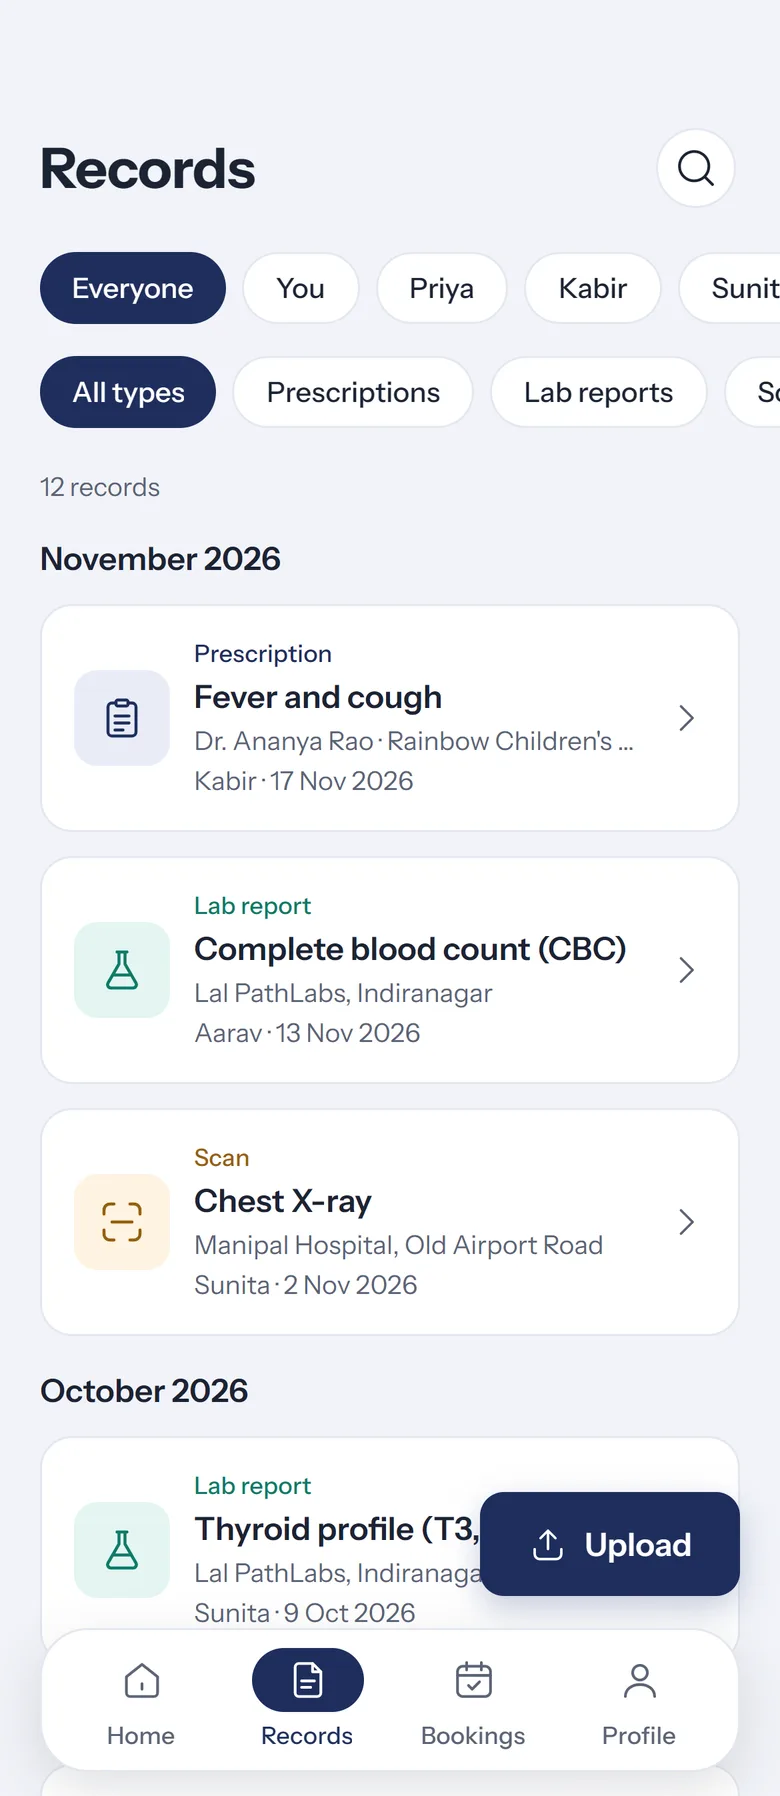 Records
Everyone You Priya Kabir Sunit
All types Prescriptions Lab reports Sc
12 records
November 2026
Prescription
Fever and cough
Dr. Ananya Rao · Rainbow Children's ...
Kabir · 17 Nov 2026
Lab report
Complete blood count (CBC)
Lal PathLabs, Indiranagar
Aarav · 13 Nov 2026
Scan
Chest X-ray
Manipal Hospital, Old Airport Road
Sunita · 2 Nov 2026
October 2026
Lab report
Thyroid profile (T3,
Lal PathLabs, Indiranaga
Upload
Sunita · 9 Oct 2026
Home Records Bookings Profile